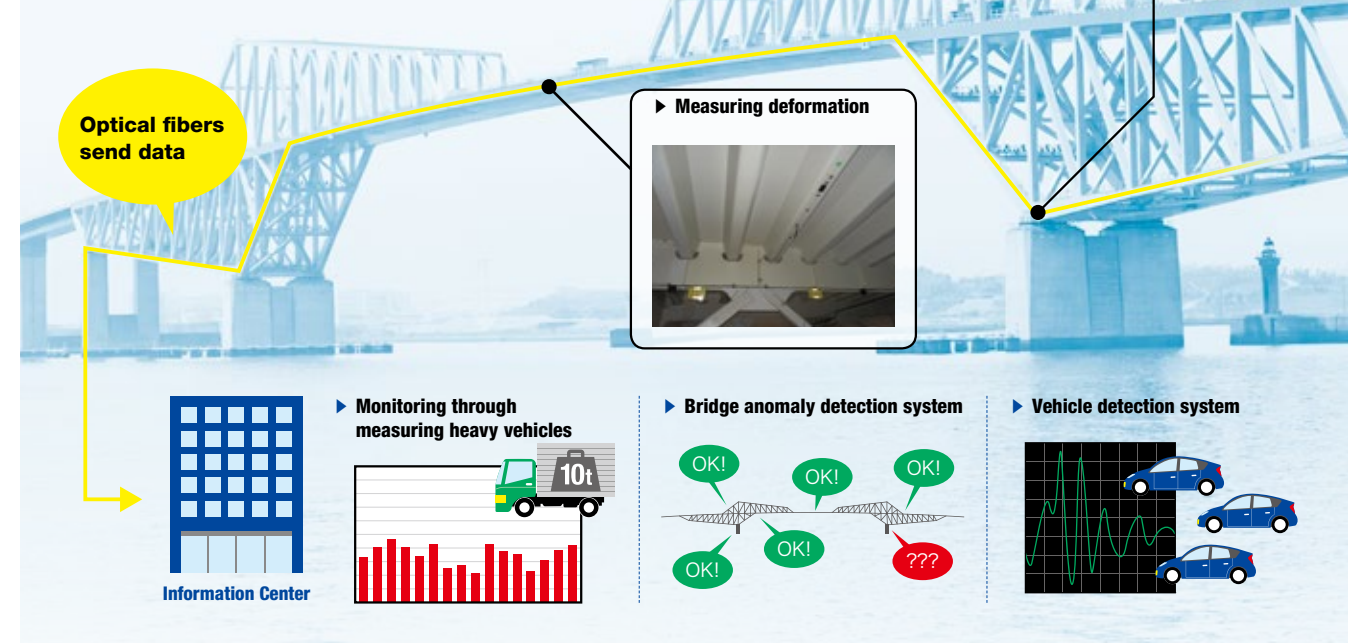 Optical fibers
send data
▶ Measuring deformation
Information Center
▶ Monitoring through
measuring heavy vehicles
10t
▶ Bridge anomaly detection system
OK!
OK!
OK!
OK!
OK!
???
▶ Vehicle detection system